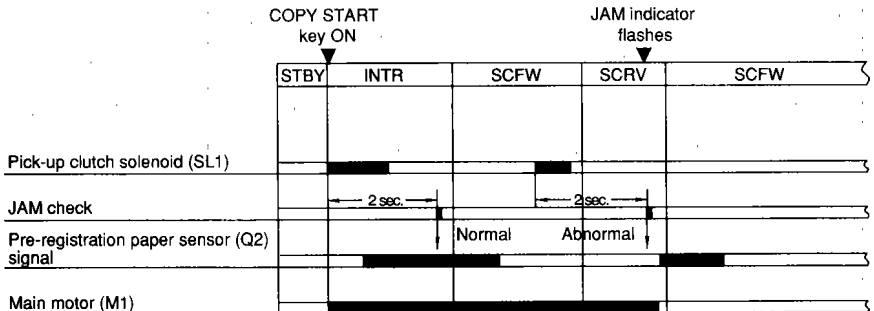 COPY START
key ON
JAM indicator
flashes
STBY INTR SCFW SCRV SCFW
Pick-up clutch solenoid (SL1)
2 sec. 2 sec.
JAM check
Normal Abnormal
Pre-registration paper sensor (Q2)
signal
Main motor (M1)